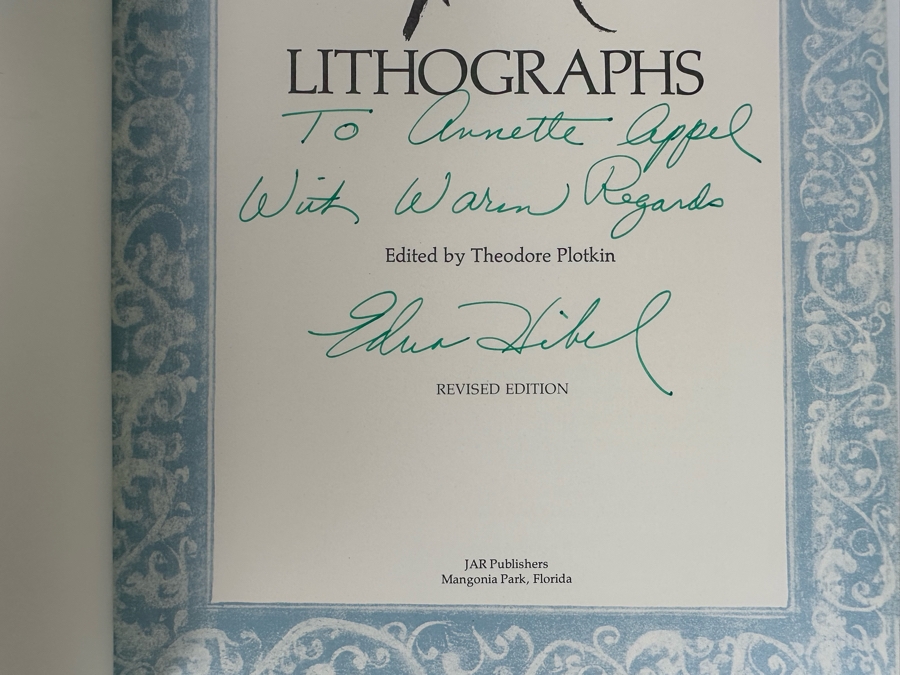 LITHOGRAPHS
To Annette Appel
With Warm Regards
Edited by Theodore Plotkin
Edna Hibel
REVISED EDITION
JAR Publishers
Mangonia Park, Florida